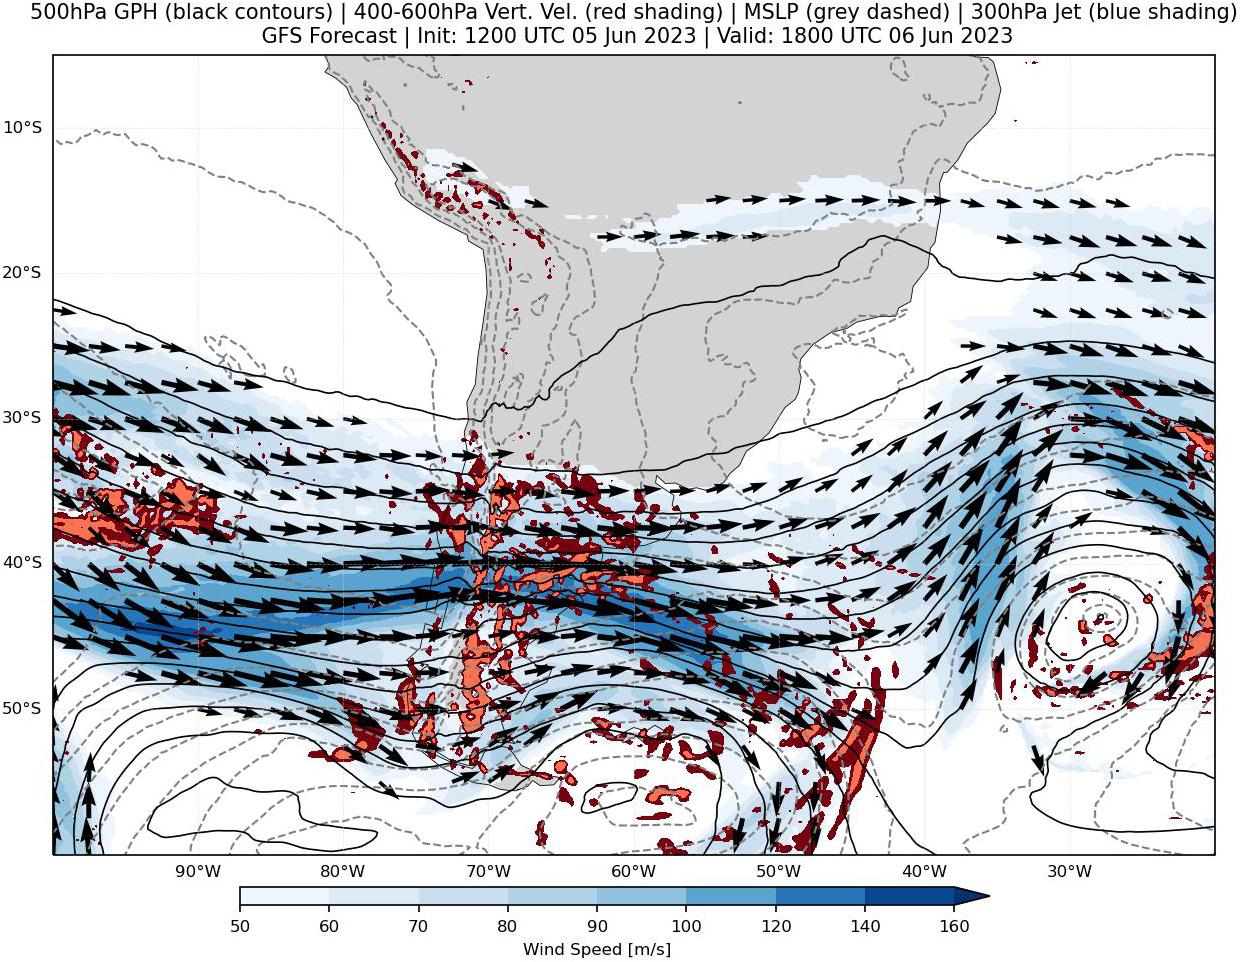 500hPa GPH (black contours) | 400-600hPa Vert. Vel. (red shading) | MSLP (grey dashed) | 300hPa Jet (blue shading)
GFS Forecast | Init: 1200 UTC 05 Jun 2023 | Valid: 1800 UTC 06 Jun 2023
10°S
20°S
30°S
40°S
50°S
90°W 80°W 70°W 60°W 50°W 40°W 30°W
50 60 70 80 90 100 120 140 160
Wind Speed [m/s]